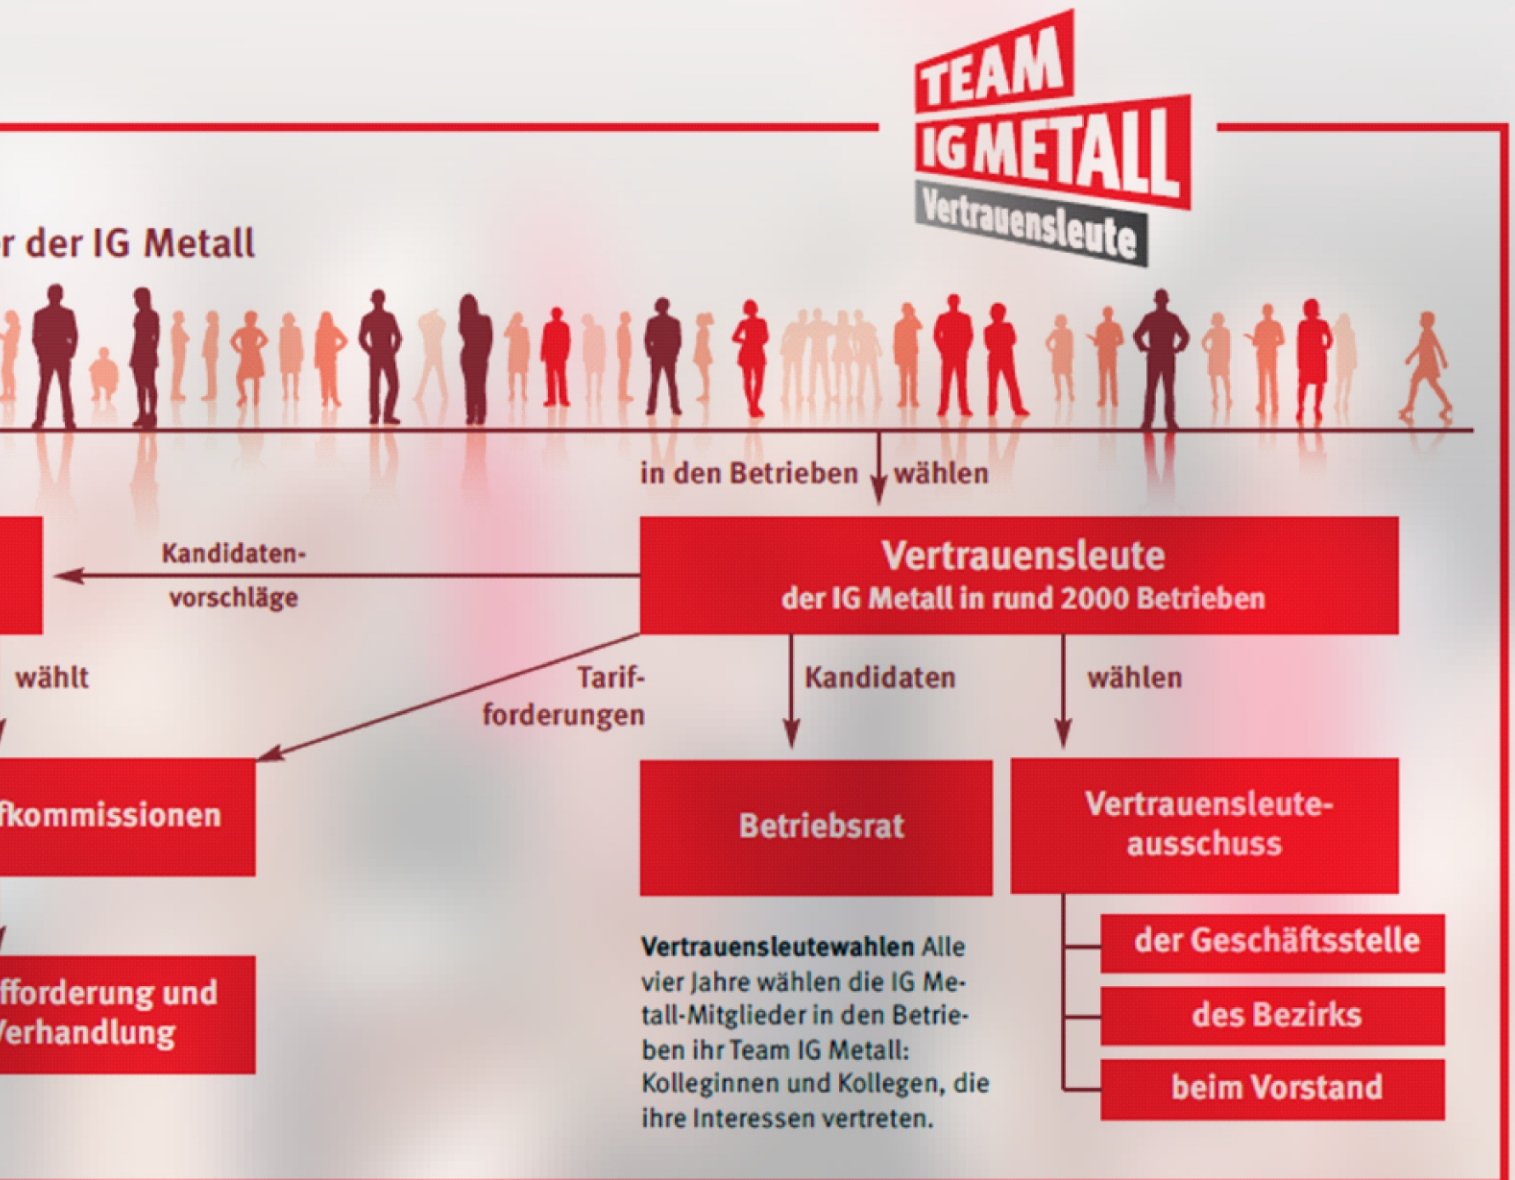 TEAM
IG METALL
Vertrauensleute
r der IG Metall
in den Betrieben wählen
Kandidaten-
vorschläge
Vertrauensleute
der IG Metall in rund 2000 Betrieben
wählt
Tarif-
forderungen
Kandidaten
wählen
fkommissionen
Betriebsrat
Vertrauensleute-
ausschuss
fforderung und
Verhandlung
der Geschäftsstelle
des Bezirks
beim Vorstand
Vertrauensleutewahlen Alle
vier Jahre wählen die IG Me-
tall-Mitglieder in den Betrie-
ben ihr Team IG Metall:
Kolleginnen und Kollegen, die
ihre Interessen vertreten.